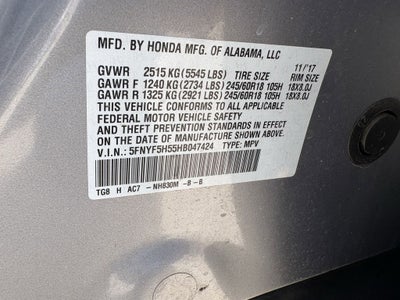 MFD. BY HONDA MFG. OF ALABAMA, LLC
11/'17
GVWR 2515 KG (5545 LBS) TIRE SIZE RIM SIZE
GAWR F 1240 KG (2734 LBS) 245/60R18 105H 18X8.0J
GAWR R 1325 KG (2921 LBS) 245/60R18 105H 18X8.0J
THIS VEHICLE CONFORMS TO ALL APPLICABLE
FEDERAL MOTOR VEHICLE SAFETY
AND THEFT PREVENTION STANDARDS IN EFFECT
ON THE DATE OF MANUFACTURE SHOWN ABOVE.
V.I.N.: 5FNYF5H55HB047424 TYPE: MPV
TG8 H AC7 -NH830M -B -B